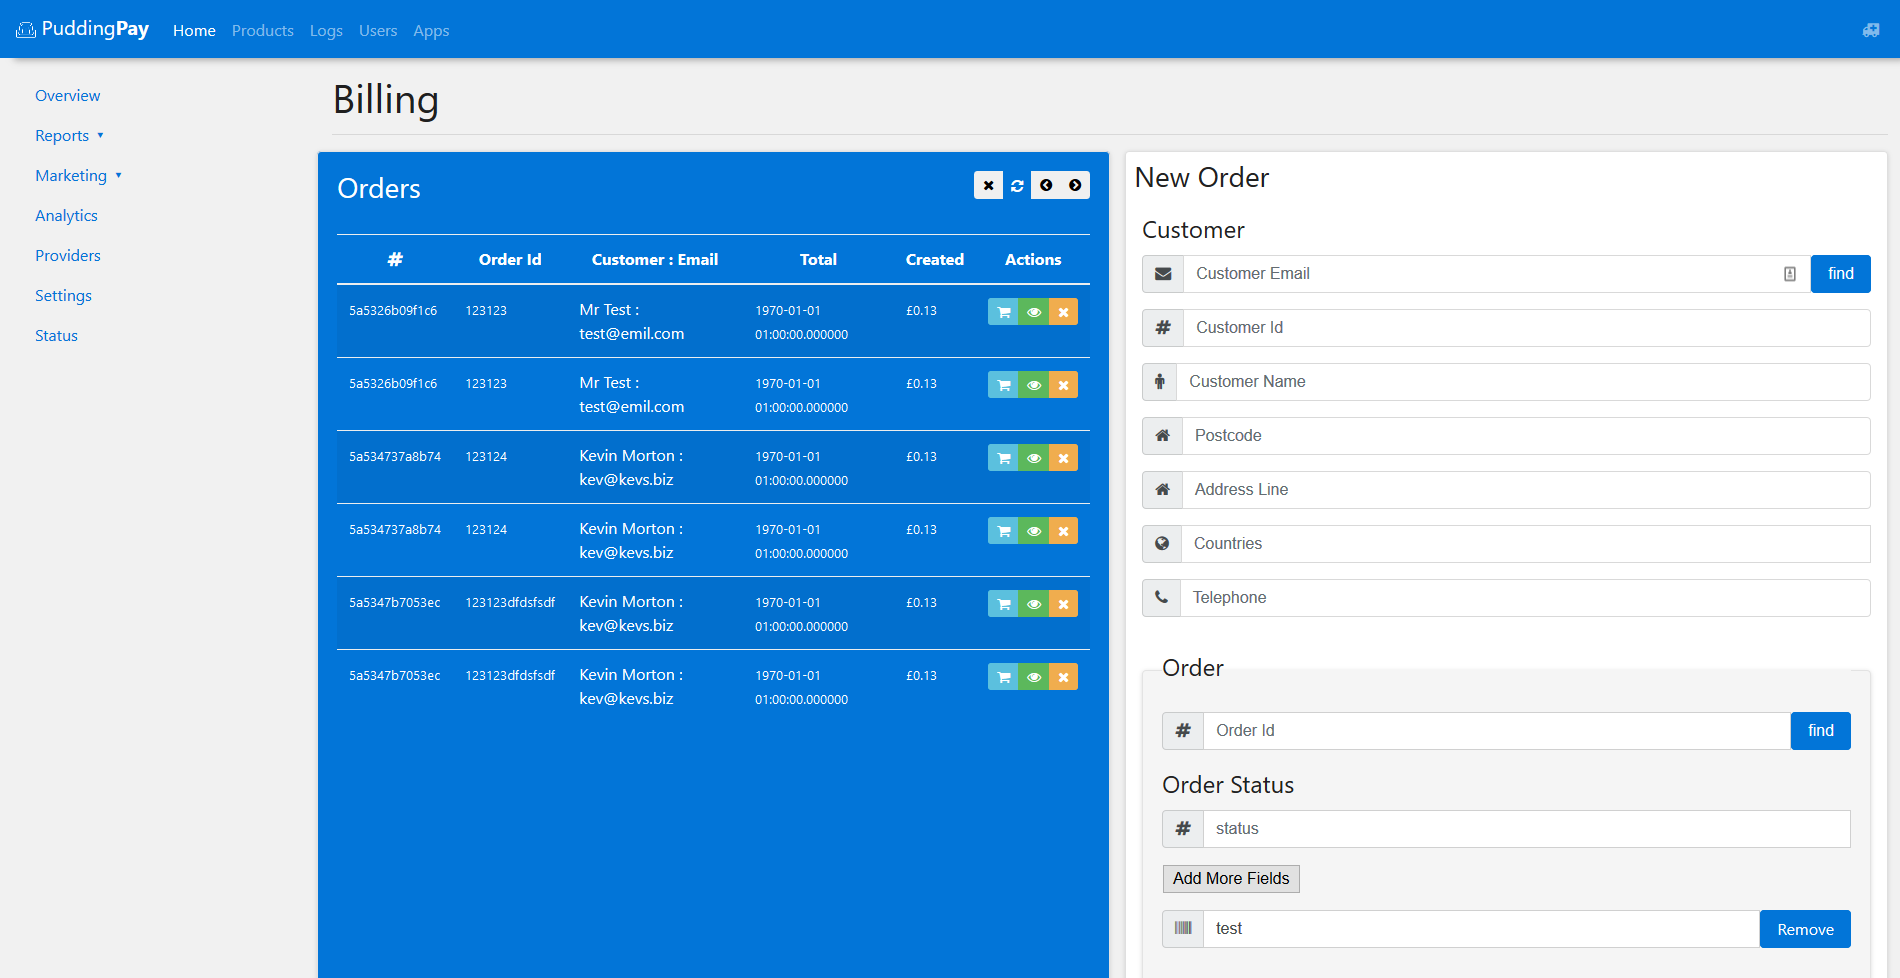 PuddingPay Home Products Logs Users Apps
Overview
Reports
Marketing
Analytics
Providers
Settings
Status
Billing
Orders
# Order Id Customer : Email Total Created Actions
5a5326b09f1c6 123123 Mr Test : 1970-01-01 £0.13
test@emil.com 01:00:00.000000
5a5326b09f1c6 123123 Mr Test : 1970-01-01 £0.13
test@emil.com 01:00:00.000000
5a534737a8b74 123124 Kevin Morton : 1970-01-01 £0.13
kev@kevs.biz 01:00:00.000000
5a534737a8b74 123124 Kevin Morton : 1970-01-01 £0.13
kev@kevs.biz 01:00:00.000000
5a5347b7053ec 123123dfdsfsdf Kevin Morton : 1970-01-01 £0.13
kev@kevs.biz 01:00:00.000000
5a5347b7053ec 123123dfdsfsdf Kevin Morton : 1970-01-01 £0.13
kev@kevs.biz 01:00:00.000000
New Order
Customer
Customer Email find
# Customer Id
Customer Name
Postcode
Address Line
Countries
Telephone
Order
# Order Id find
Order Status
# status
Add More Fields
test Remove